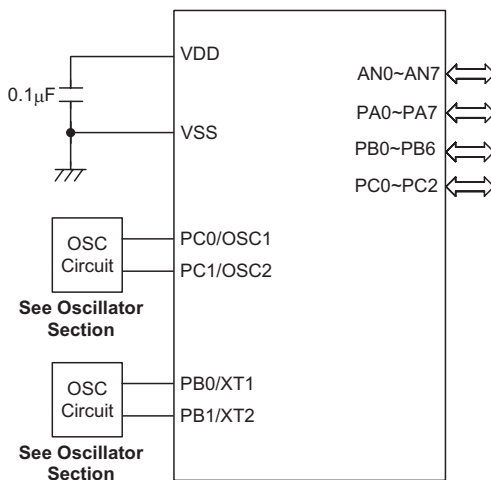 VDD
0.1μF
VSS
AN0~AN7
PA0~PA7
PB0~PB6
PC0~PC2
OSC
Circuit
PC0/OSC1
PC1/OSC2
See Oscillator
Section
OSC
Circuit
PB0/XT1
PB1/XT2
See Oscillator
Section